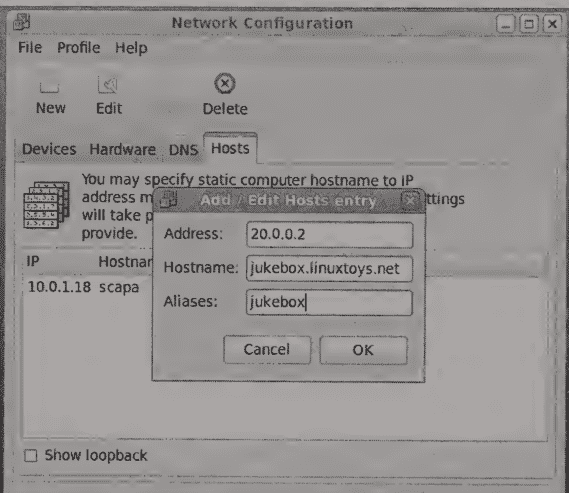 Network Configuration
File Profile Help
New Edit Delete
Devices Hardware DNS Hosts
You may specify static computer hostname to IP
address m ttings
will take p
provide.
IP Hostnar
10.0.1.18 scapa
Add / Edit Hosts entry
Address: 20.0.0.2
Hostname: jukebox.linuxtoys.net
Aliases: jukebox
Cancel OK
Show loopback